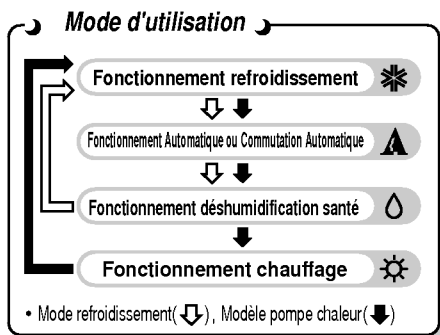 Mode d'utilisation
Fonctionnement refroidissement
Fonctionnement Automatique ou Commutation Automatique
Fonctionnement déshumidification santé
Fonctionnement chauffage
• Mode refroidissement( ), Modèle pompe chaleur( )